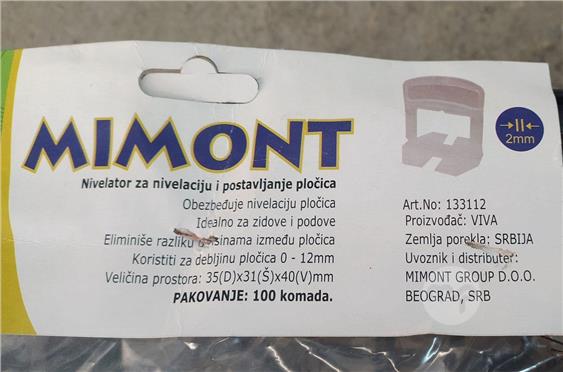 MIMONT
Nivelator za nivelaciju i postavljanje pločica
Obezbeđuje nivelaciju pločica
Idealno za zidove i podove
Eliminiše razliku sinama između pločica
Koristiti za debljinu pločica 0 - 12mm
Veličina prostora: 35(D)x31(Š)x40(V)mm
PAKOVANJE: 100 komada.
2mm
Art.No: 133112
Proizvođač: VIVA
Zemlja porekla: SRBIJA
Uvoznik i distributer:
MIMONT GROUP D.O.O.
BEOGRAD, SRB